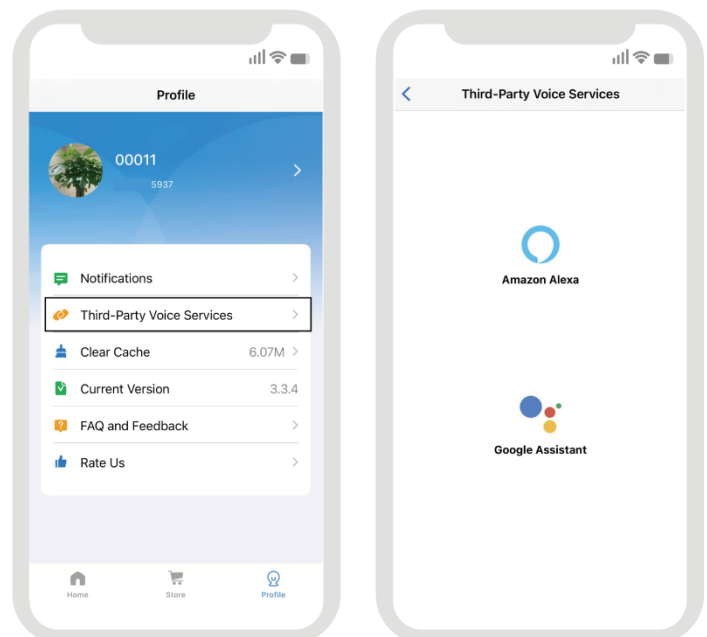 Profile
00011
5937
Notifications
Third-Party Voice Services
Clear Cache 6.07M
Current Version 3.3.4
FAQ and Feedback
Rate Us
Home Store Profile
Third-Party Voice Services
Amazon Alexa
Google Assistant